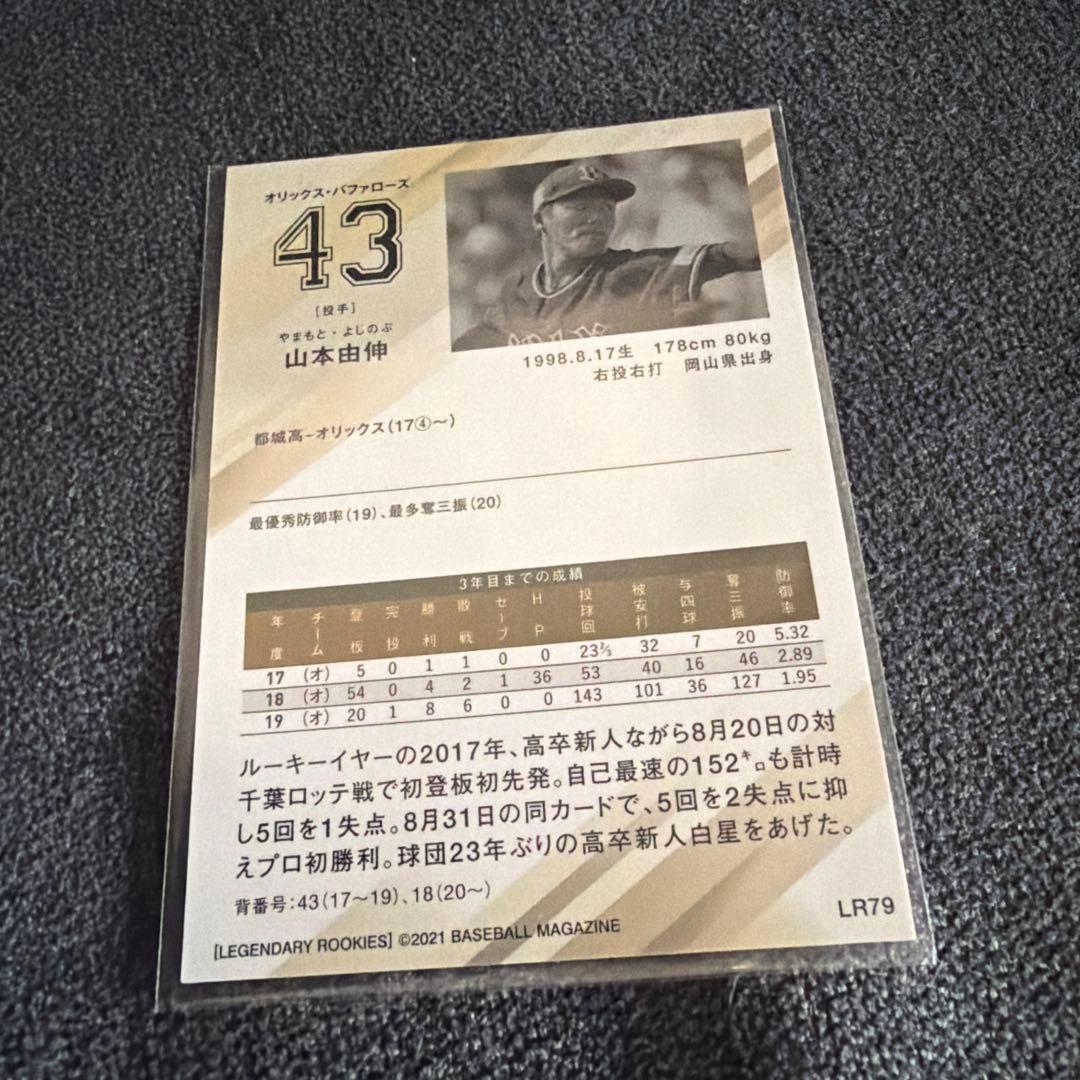 オリックス・バファローズ
43
[投手]
やまもと・よしのぶ
山本由伸
1998.8.17生 178cm 80kg
右投右打 岡山県出身
都城高−オリックス(17④〜)
最優秀防御率(19)、最多奪三振(20)
3年目までの成績
年度 チーム 登板 完投 勝利 敗戦 セーブ HP 投球回 被安打 与四球 奪三振 防御率
17 (オ) 5 0 1 1 0 0 23⅔ 32 7 20 5.32
18 (オ) 54 0 4 2 1 36 53 40 16 46 2.89
19 (オ) 20 1 8 6 0 0 143 101 36 127 1.95
ルーキーイヤーの2017年、高卒新人ながら8月20日の対
千葉ロッテ戦で初登板初先発。自己最速の152㌔も計時
し5回を1失点。8月31日の同カードで、5回を2失点に抑
えプロ初勝利。球団23年ぶりの高卒新人白星をあげた。
背番号:43(17〜19)、18(20〜)
LR79
[LEGENDARY ROOKIES] ©2021 BASEBALL MAGAZINE